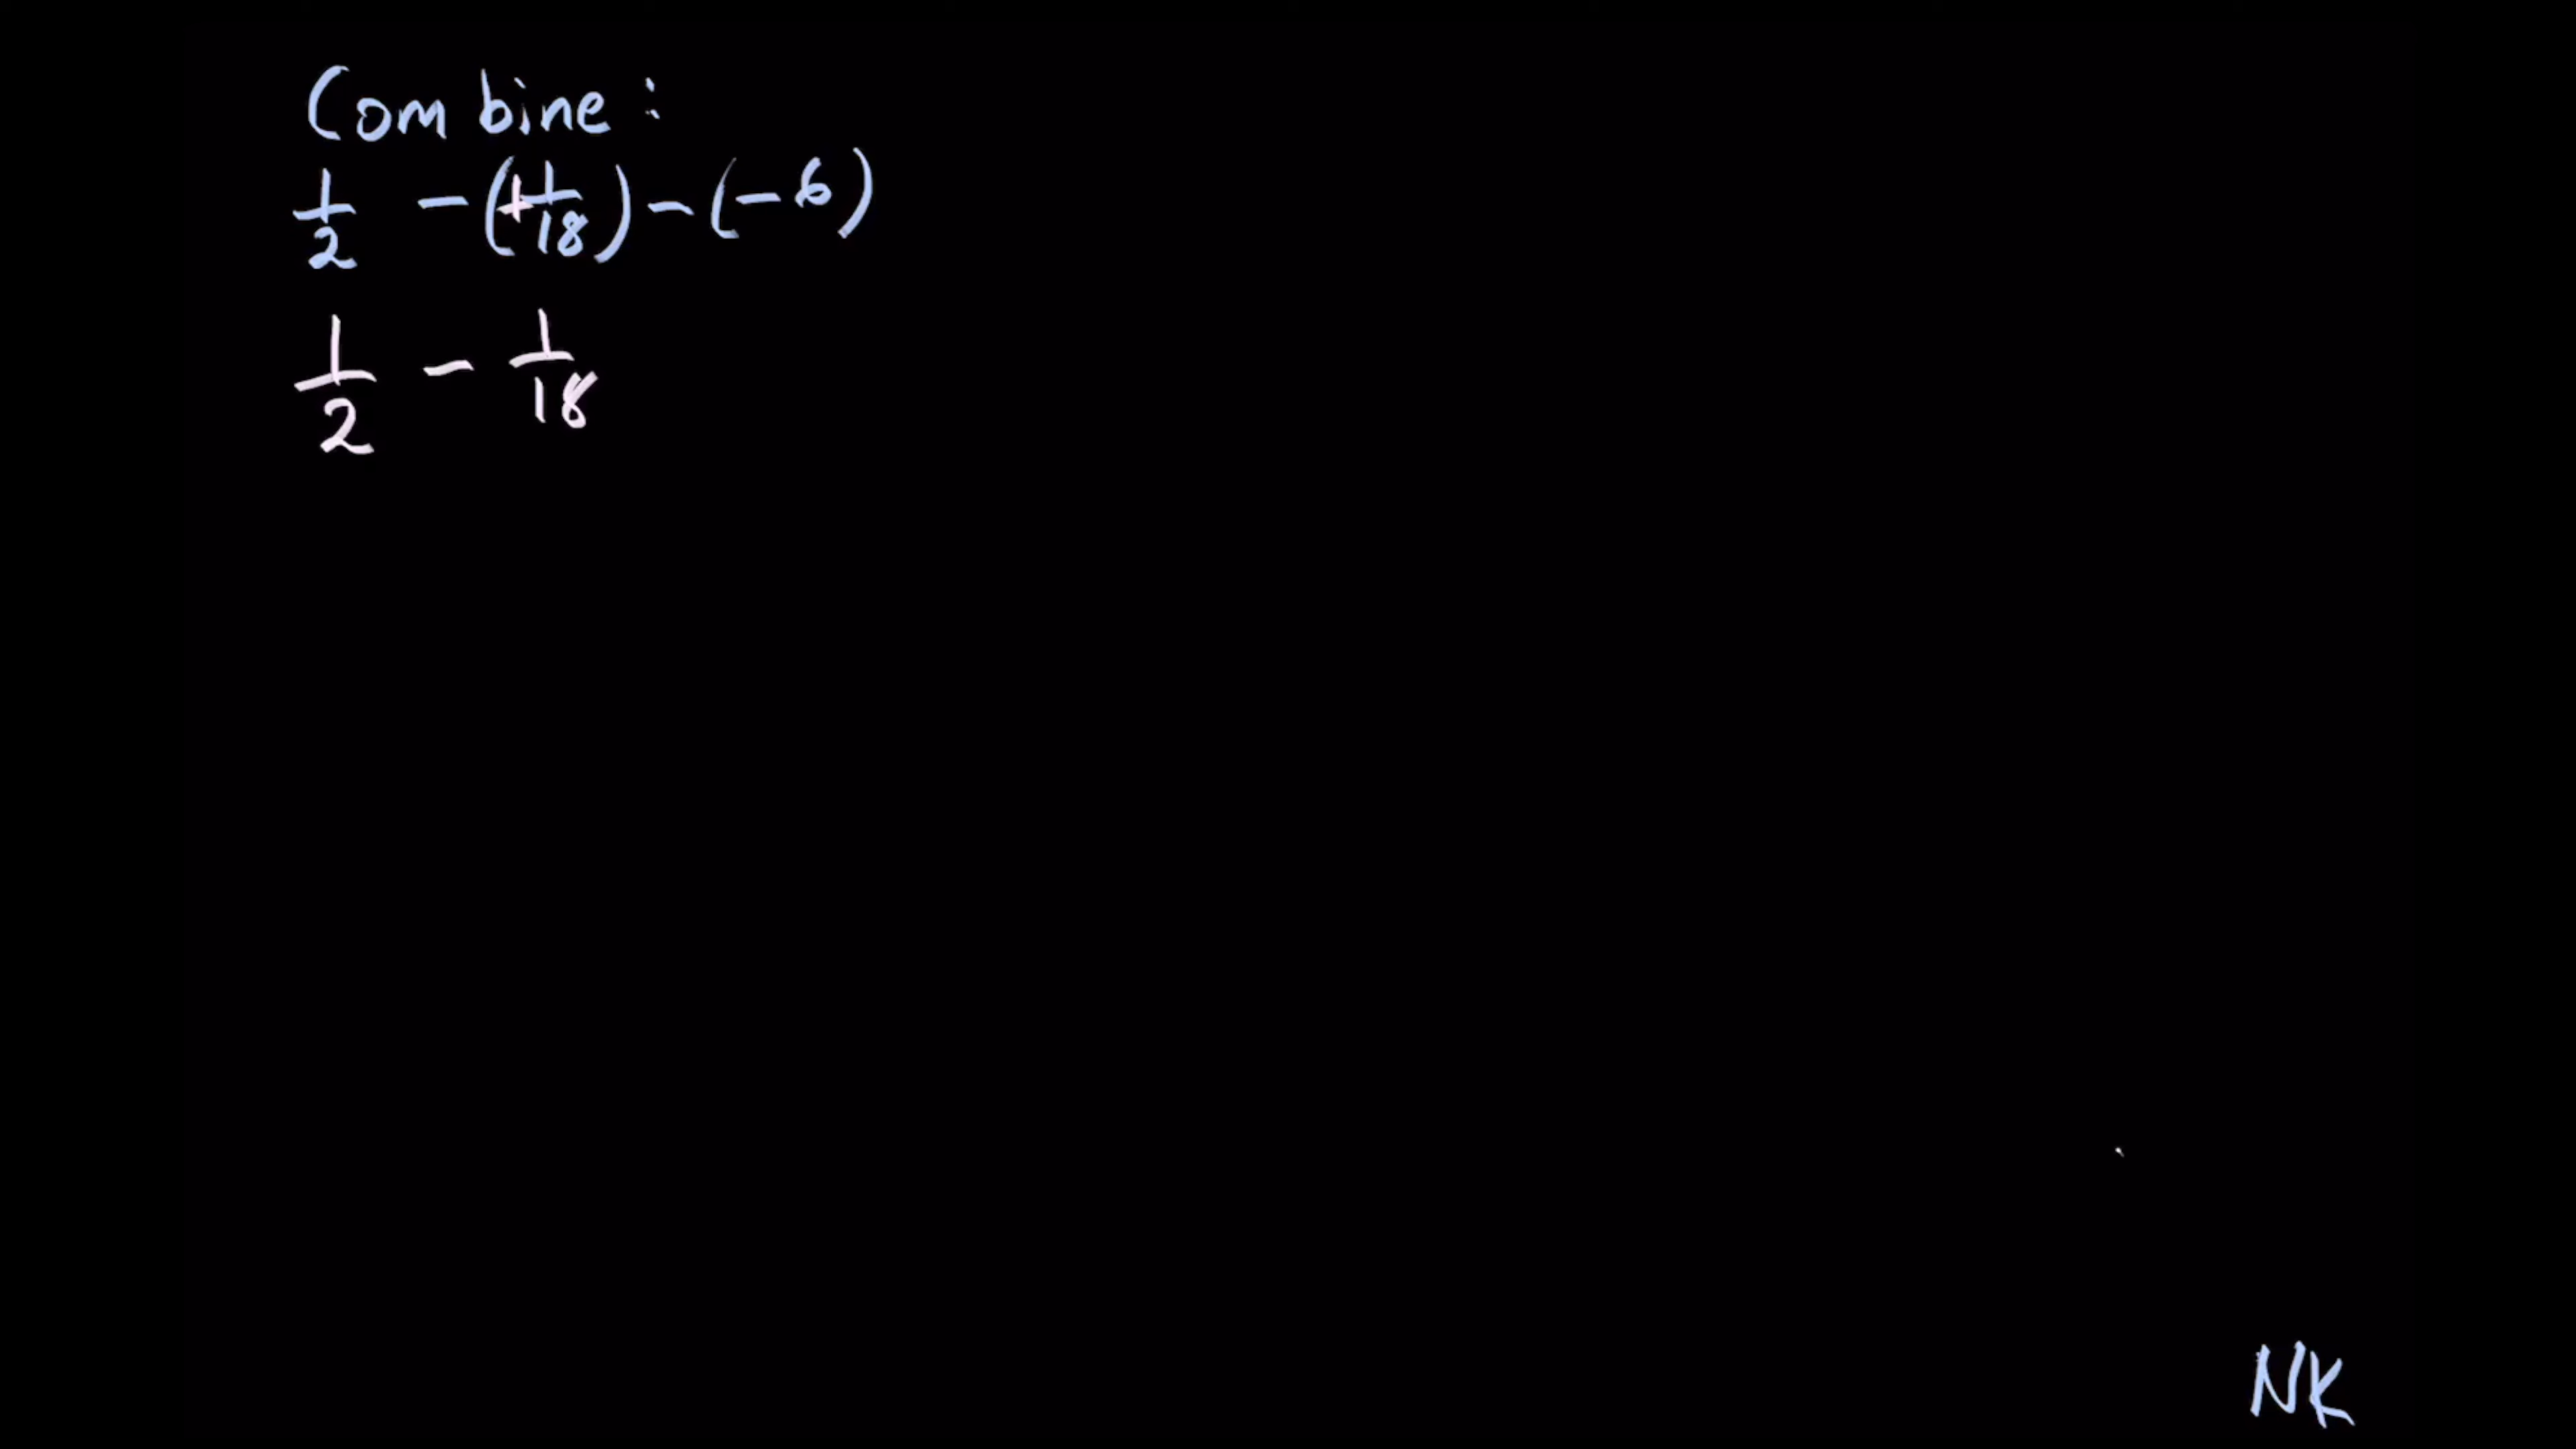 Combine:
1/2 - (+1/18) - (-6)
1/2 - 1/18
NK